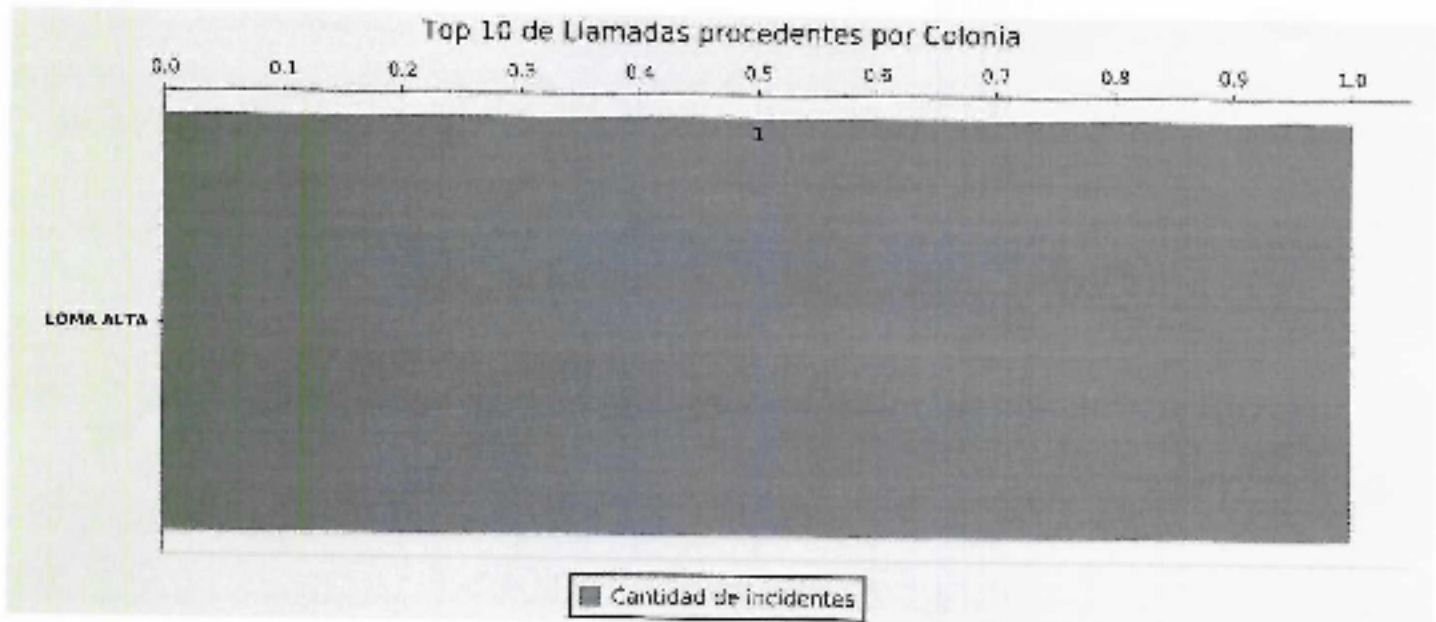 Top 10 de Llamadas procedentes por Colonia
0.0 0.1 0.2 0.3 0.4 0.5 0.6 0.7 0.8 0.9 1.0
1
LOMA ALTA
Cantidad de incidentes